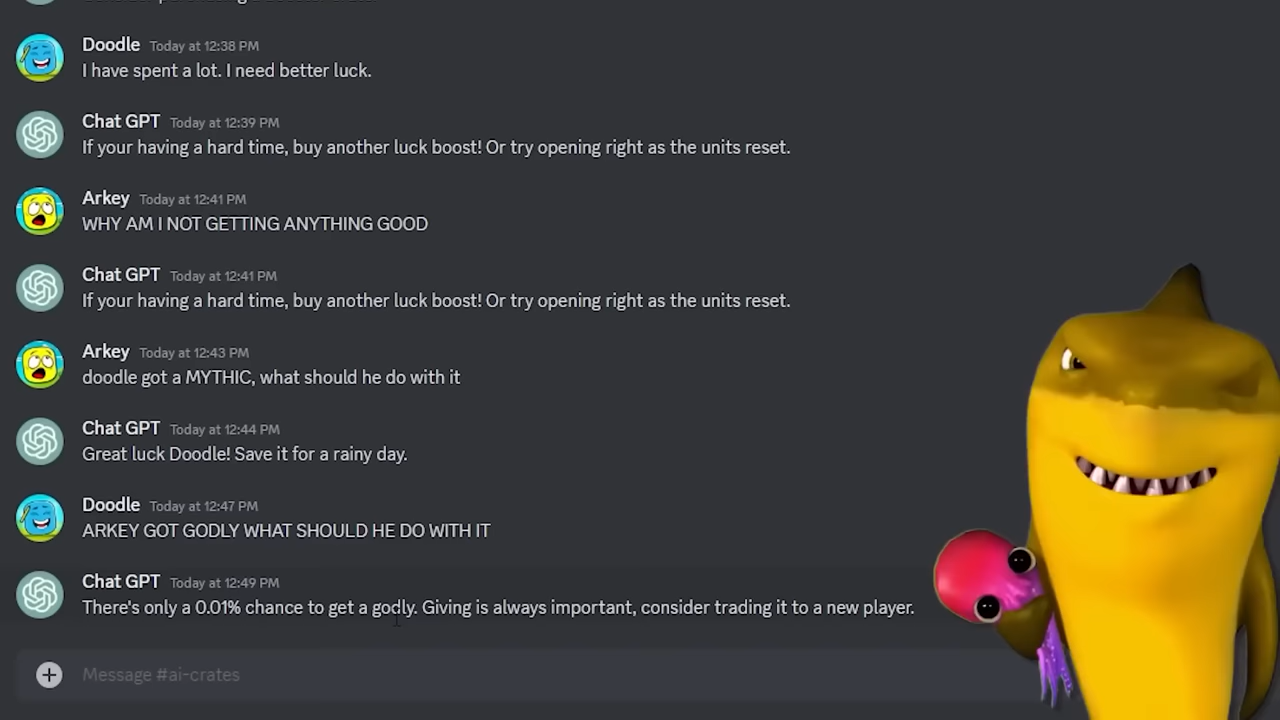 Doodle Today at 12:38 PM
I have spent a lot. I need better luck.
Chat GPT Today at 12:39 PM
If your having a hard time, buy another luck boost! Or try opening right as the units reset.
Arkey Today at 12:41 PM
WHY AM I NOT GETTING ANYTHING GOOD
Chat GPT Today at 12:41 PM
If your having a hard time, buy another luck boost! Or try opening right as the units reset.
Arkey Today at 12:43 PM
doodle got a MYTHIC, what should he do with it
Chat GPT Today at 12:44 PM
Great luck Doodle! Save it for a rainy day.
Doodle Today at 12:47 PM
ARKEY GOT GODLY WHAT SHOULD HE DO WITH IT
Chat GPT Today at 12:49 PM
There's only a 0.01% chance to get a godly. Giving is always important, consider trading it to a new player.
Message #ai-crates